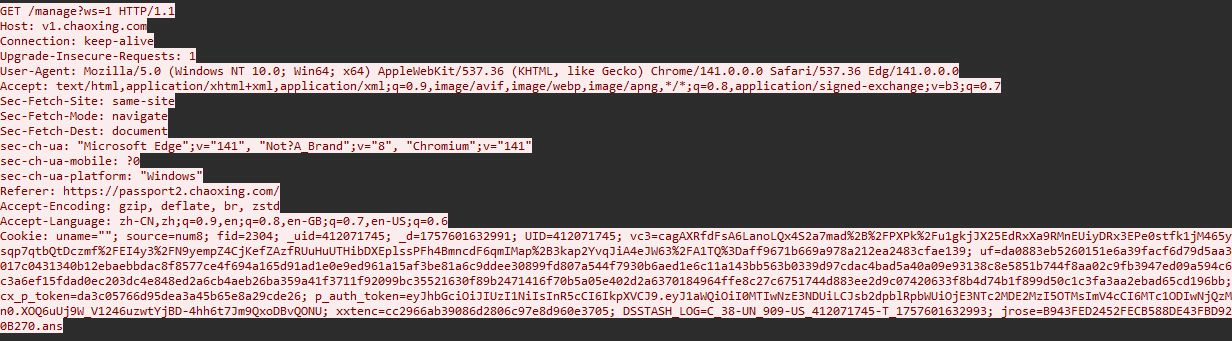 GET /manage?ws=1 HTTP/1.1
Host: v1.chaoxing.com
Connection: keep-alive
Upgrade-Insecure-Requests: 1
User-Agent: Mozilla/5.0 (Windows NT 10.0; Win64; x64) AppleWebKit/537.36 (KHTML, like Gecko) Chrome/141.0.0.0 Safari/537.36 Edg/141.0.0.0
Accept: text/html,application/xhtml+xml,application/xml;q=0.9,image/avif,image/webp,image/apng,*/*;q=0.8,application/signed-exchange;v=b3;q=0.7
Sec-Fetch-Site: same-site
Sec-Fetch-Mode: navigate
Sec-Fetch-Dest: document
sec-ch-ua: "Microsoft Edge";v="141", "Not?A_Brand";v="8", "Chromium";v="141"
sec-ch-ua-mobile: ?0
sec-ch-ua-platform: "Windows"
Referer: https://passport2.chaoxing.com/
Accept-Encoding: gzip, deflate, br, zstd
Accept-Language: zh-CN,zh;q=0.9,en;q=0.8,en-GB;q=0.7,en-US;q=0.6
Cookie: uname=""; source=num8; fid=2304; _uid=412071745; _d=1757601632991; UID=412071745; vc3=cagAXRfdFsA6LanoLQx4S2a7mad%2B%2FPXPk%2Fu1gkjJX25EdRxXa9RMnEUiyDRx3EPe0stfk1jM465y
sqp7qtbQtDczmf%2FEI4y3%2FN9yempZ4CjKefZAzfRUuHuUTHibDXEplssPFh4BmncdF6qmIMap%2B3kap2YvqJiA4eJW63%2FA1TQ%3Daff9671b669a978a212ea2483cfae139; uf=da0883eb5260151e6a39facf6d79d5aa3
017c0431340b12ebaebbdac8f8577ce4f694a165d91ad1e0e9ed961a15af3be81a6c9ddee30899fd807a544f7930b6aed1e6c11a143bb563b0339d97cdac4bad5a40a09e93138c8e5851b744f8aa02c9fb3947ed09a594c6
c3a6ef15fdad0ec203dc4e848ed2a6cb4aeb26ba359a41f3711f92099bc35521630f89b2471416f70b5a05e402d2a6370184964ffe8c27c6751744d883ee2cf24200633f8b4d74b1f899d50c1c3fa3aa2ebad65cd196bb;
cx_p_token=da3c05766d95dea3a45b65e8a29cde26; p_auth_token=eyJhbGciOiJIUzI1NiIsInR5cCI6IkpXVCJ9.eyJ1aWQiOiI0MTIwNzE3NDUiLCJsb2dpblRpbWUiOjE3NTc2MDE2MzI5OTMsImV4cCI6MTc1ODIwNjQzM
n0.XOQ6uUj9W_V1246uzwtYjBD-4hh6t7Jm9QxoDBvQONU; xxtenc=cc2966ab39086d2806c97e8d960e3705; DSSTASH_LOG=C_38-UN_909-US_412071745-T_1757601632993; jrose=B943FED2452FECB588DE43FBD92
0B270.ans